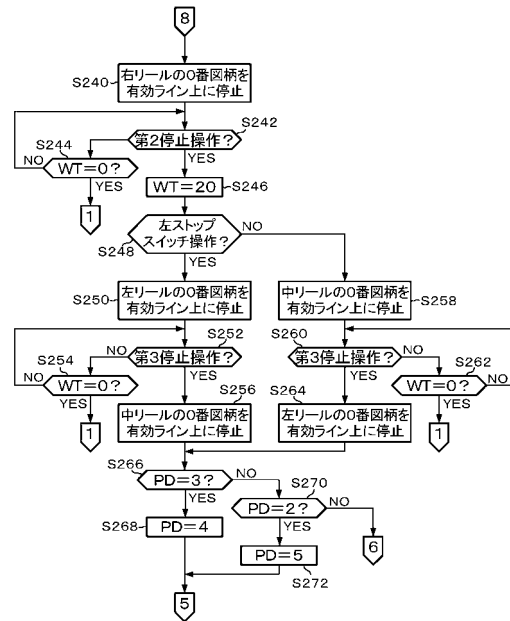 8
S240
右リールの0番図柄を
有効ライン上に停止
S242
第2停止操作?
S244
NO
YES
WT=0?
YES
1
WT=20
S246
左ストップ
スイッチ操作?
NO
S248
YES
S250
左リールの0番図柄を
有効ライン上に停止
中リールの0番図柄を
有効ライン上に停止
S258
S252
S260
S254
NO
第3停止操作?
第3停止操作?
NO
S262
NO
WT=0?
YES
S256
YES
S264
WT=0?
NO
YES
1
中リールの0番図柄を
有効ライン上に停止
左リールの0番図柄を
有効ライン上に停止
YES
1
S266
PD=3?
NO
S270
YES
PD=2?
NO
S268
PD=4
YES
6
PD=5
S272
5